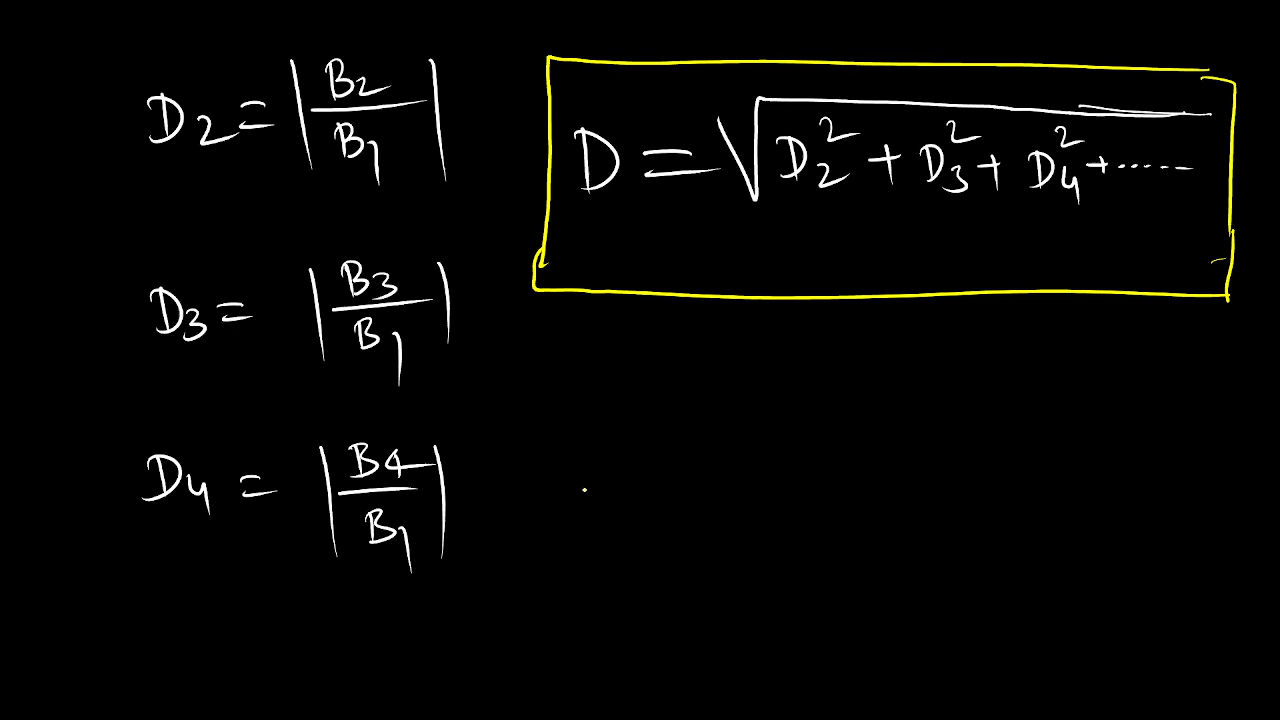 D2 = |B2/B1|
D = √(D2² + D3² + D4² + ......)
D3 = |B3/B1|
D4 = |B4/B1|